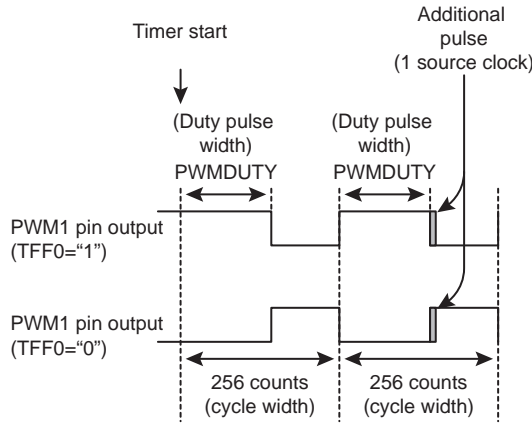 Additional
pulse
(1 source clock)
Timer start
(Duty pulse
width)
PWMDUTY
(Duty pulse
width)
PWMDUTY
PWM1 pin output
(TFF0=“1”)
PWM1 pin output
(TFF0=“0”)
256 counts
(cycle width)
256 counts
(cycle width)